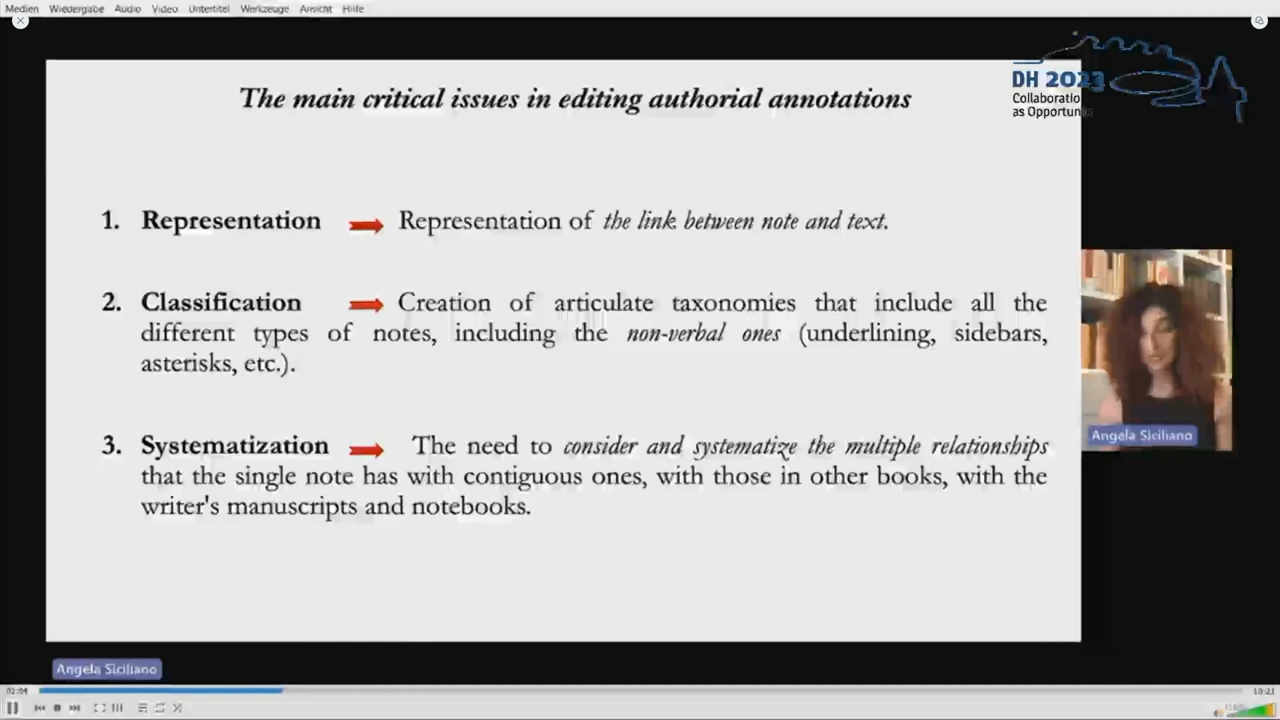 Medien Wiedergabe Audio Video Untertitel Werkzeuge Ansicht Hilfe
DH 2023
Collaboratio
as Opportun
The main critical issues in editing authorial annotations
1. Representation Representation of the link between note and text.
2. Classification Creation of articulate taxonomies that include all the
different types of notes, including the non-verbal ones (underlining, sidebars,
asterisks, etc.).
3. Systematization The need to consider and systematize the multiple relationships
that the single note has with contiguous ones, with those in other books, with the
writer's manuscripts and notebooks.
Angela Siciliano
Angela Siciliano
02:04
10:21